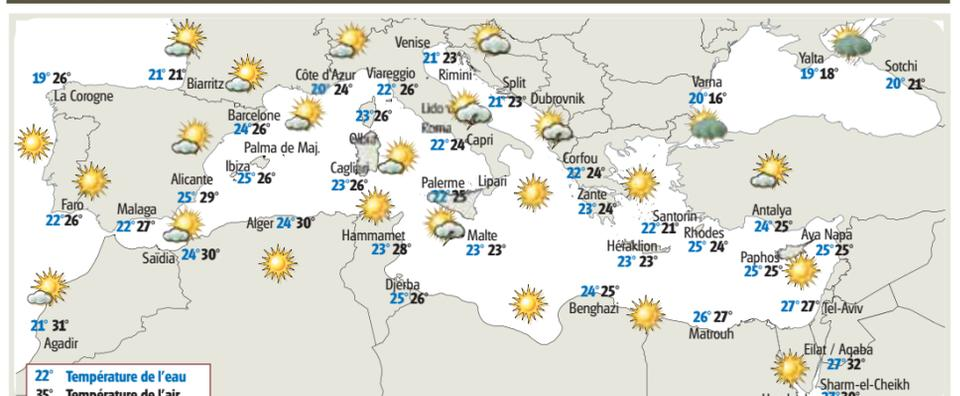 Venise
21° 23°
Rimini
Yalta
19° 18°
Sotchi
20° 21°
19° 26°
La Corogne
21° 21°
Biarritz
Côte d'Azur
20° 24°
Viareggio
22° 26°
Split
21° 23°
Dubrovnik
Varna
20° 16°
Barcelone
24° 26°
23° 26°
Lido
Roma
22° 24°
Capri
Palma de Maj.
Olbia
Ibiza
25° 26°
Cagliari
23° 26°
Corfou
22° 24°
Alicante
25° 29°
Palerme
22° 25°
Lipari
Zante
23° 24°
Faro
22° 26°
Malaga
22° 27°
Alger 24° 30°
Santorin
22° 21°
Antalya
24° 25°
Rhodes
25° 24°
Hammamet
23° 28°
Malte
23° 23°
Héraklion
23° 23°
Aya Napa
25° 25°
Saïdia
24° 30°
Paphos
25° 25°
Djerba
25° 26°
24° 25°
Benghazi
26° 27°
Matrouh
27° 27°
Tel-Aviv
21° 31°
Agadir
Eilat / Aqaba
27° 32°
Sharm-el-Cheikh
22° Température de l'eau
35° Température de l'air